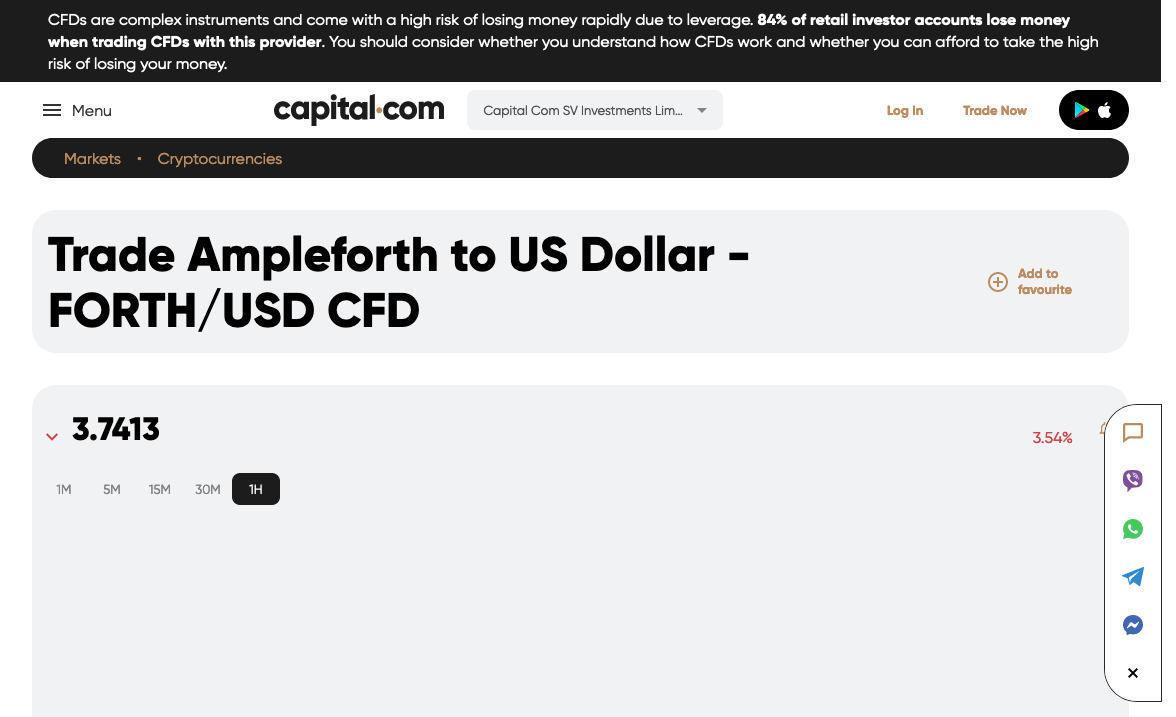 CFDs are complex instruments and come with a high risk of losing money rapidly due to leverage. 84% of retail investor accounts lose money
when trading CFDs with this provider. You should consider whether you understand how CFDs work and whether you can afford to take the high
risk of losing your money.
Menu
capital.com
Capital Com SV Investments Lim...
Log In
Trade Now
Markets
Cryptocurrencies
Trade Ampleforth to US Dollar -
FORTH/USD CFD
Add to
favourite
3.7413
3.54%
1M
5M
15M
30M
1H